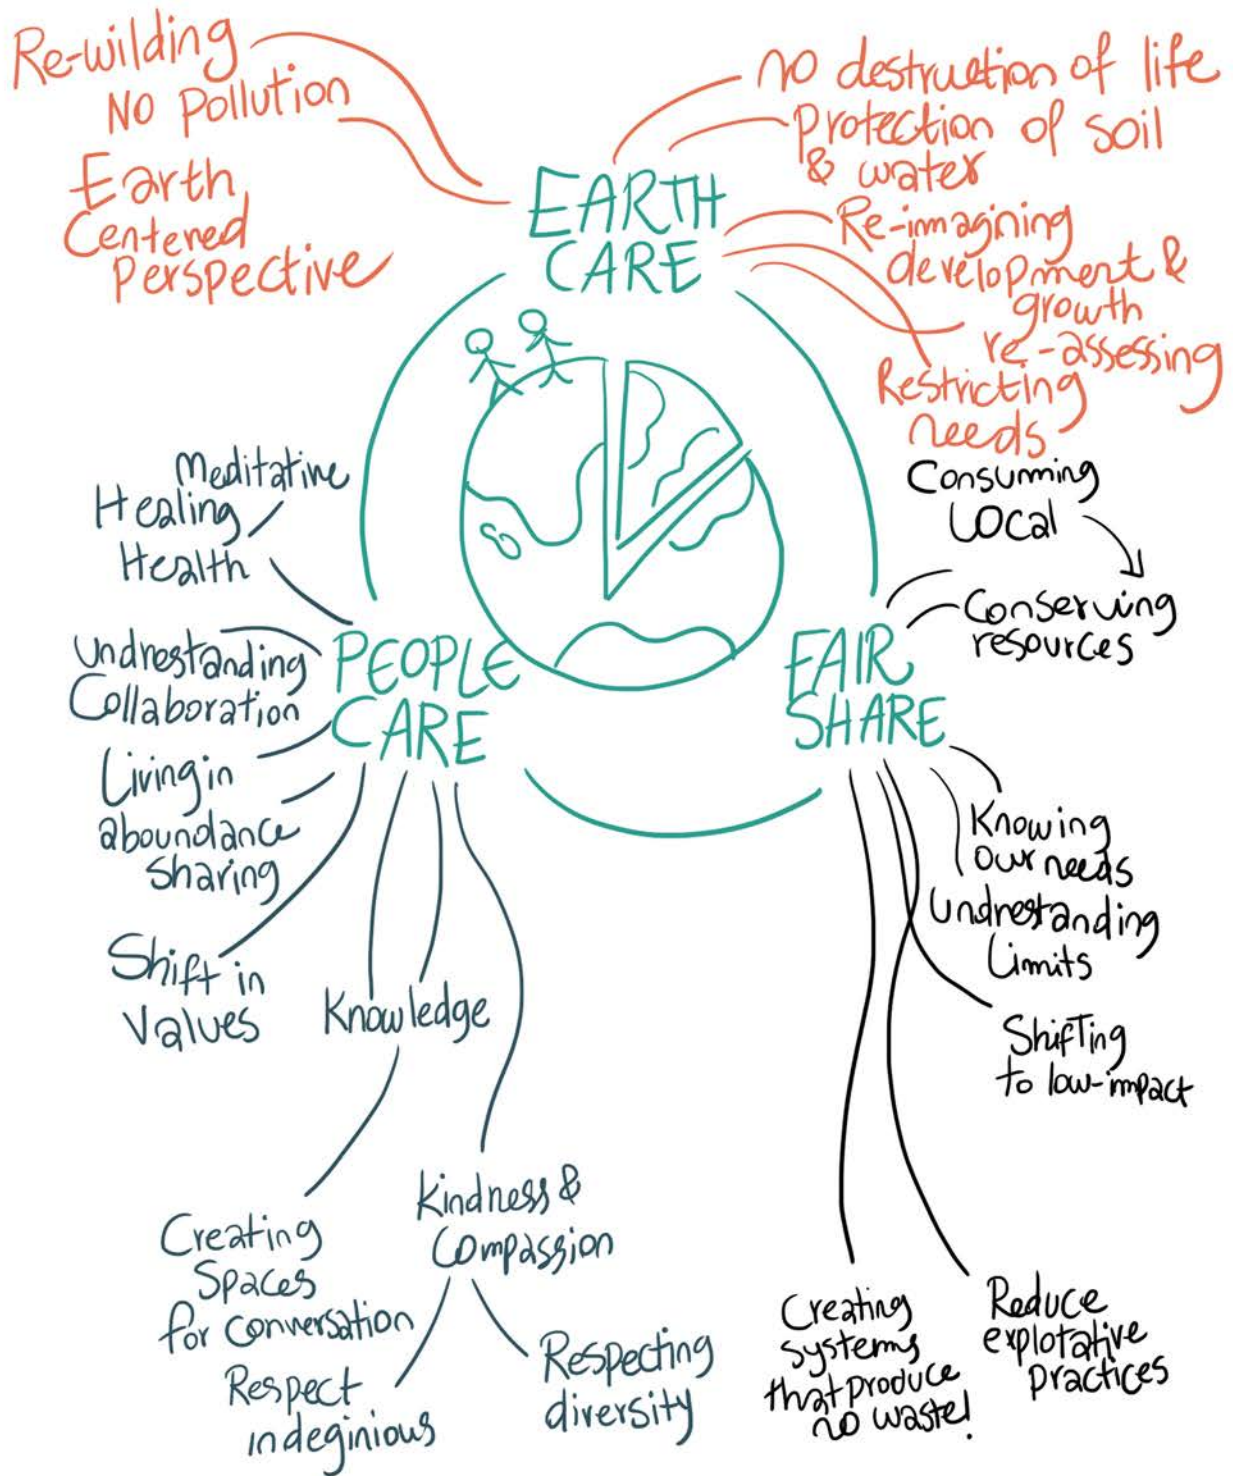 Re-wilding
No Pollution
Earth
Centered
Perspective
no destruction of life
Protection of soil
& water
Re-imagining
development &
growth
re-assessing
Restricting
needs
EARTH
CARE
Meditative
Healing
Health
Undrestanding
Collaboration
Living in
aboundance
Sharing
Shift in
Values
Knowledge
Creating
Spaces
for conversation
Respect
indeginious
Kindness &
Compassion
Respecting
diversity
PEOPLE
CARE
FAIR
SHARE
Consuming
Local
Conserving
resources
Knowing
our needs
Undrestanding
Limits
Shifting
to low-impact
Creating
systems
that produce
no waste!
Reduce
explotative
practices